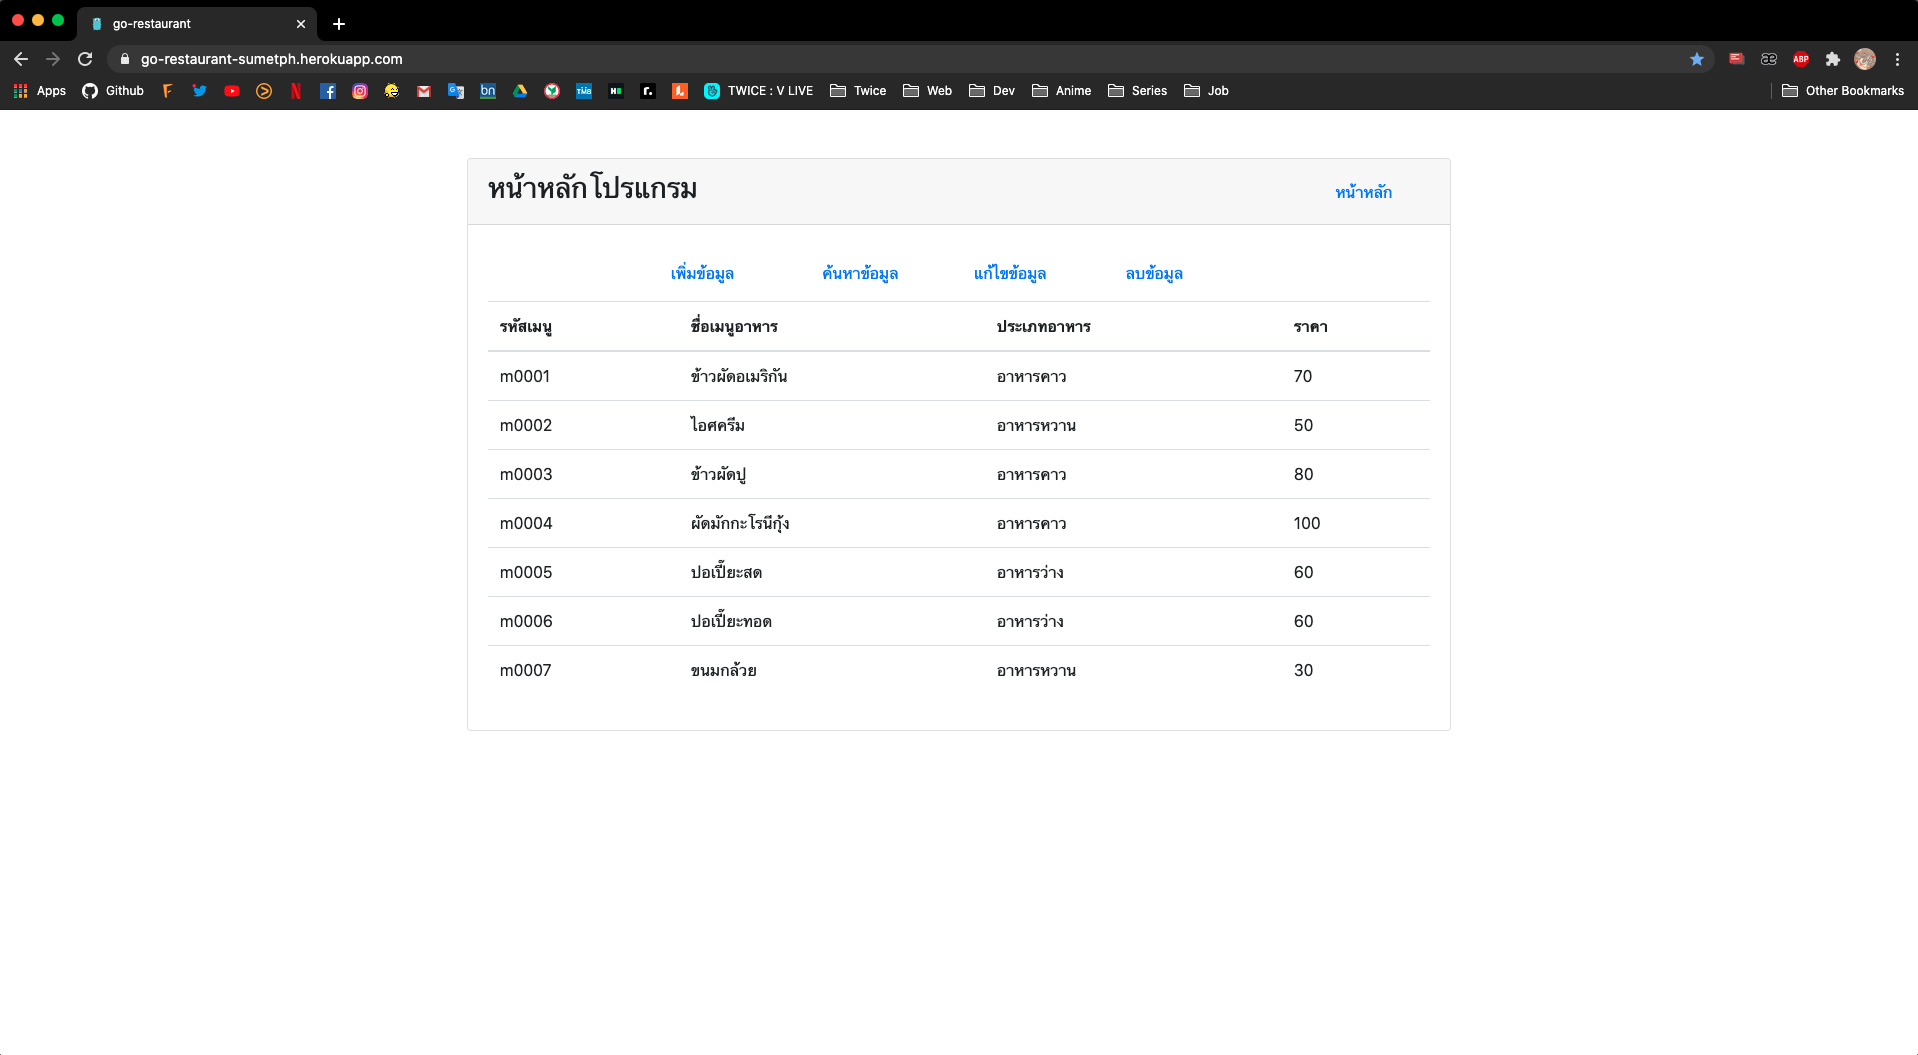 go-restaurant
go-restaurant-sumetph.herokuapp.com
ABP
Apps Github bn TMB TWICE : V LIVE Twice Web Dev Anime Series Job Other Bookmarks
หน้าหลักโปรแกรม หน้าหลัก
เพิ่มข้อมูล ค้นหาข้อมูล แก้ไขข้อมูล ลบข้อมูล
รหัสเมนู ชื่อเมนูอาหาร ประเภทอาหาร ราคา
m0001 ข้าวผัดอเมริกัน อาหารคาว 70
m0002 ไอศครีม อาหารหวาน 50
m0003 ข้าวผัดปู อาหารคาว 80
m0004 ผัดมักกะโรนีกุ้ง อาหารคาว 100
m0005 ปอเปี๊ยะสด อาหารว่าง 60
m0006 ปอเปี๊ยะทอด อาหารว่าง 60
m0007 ขนมกล้วย อาหารหวาน 30